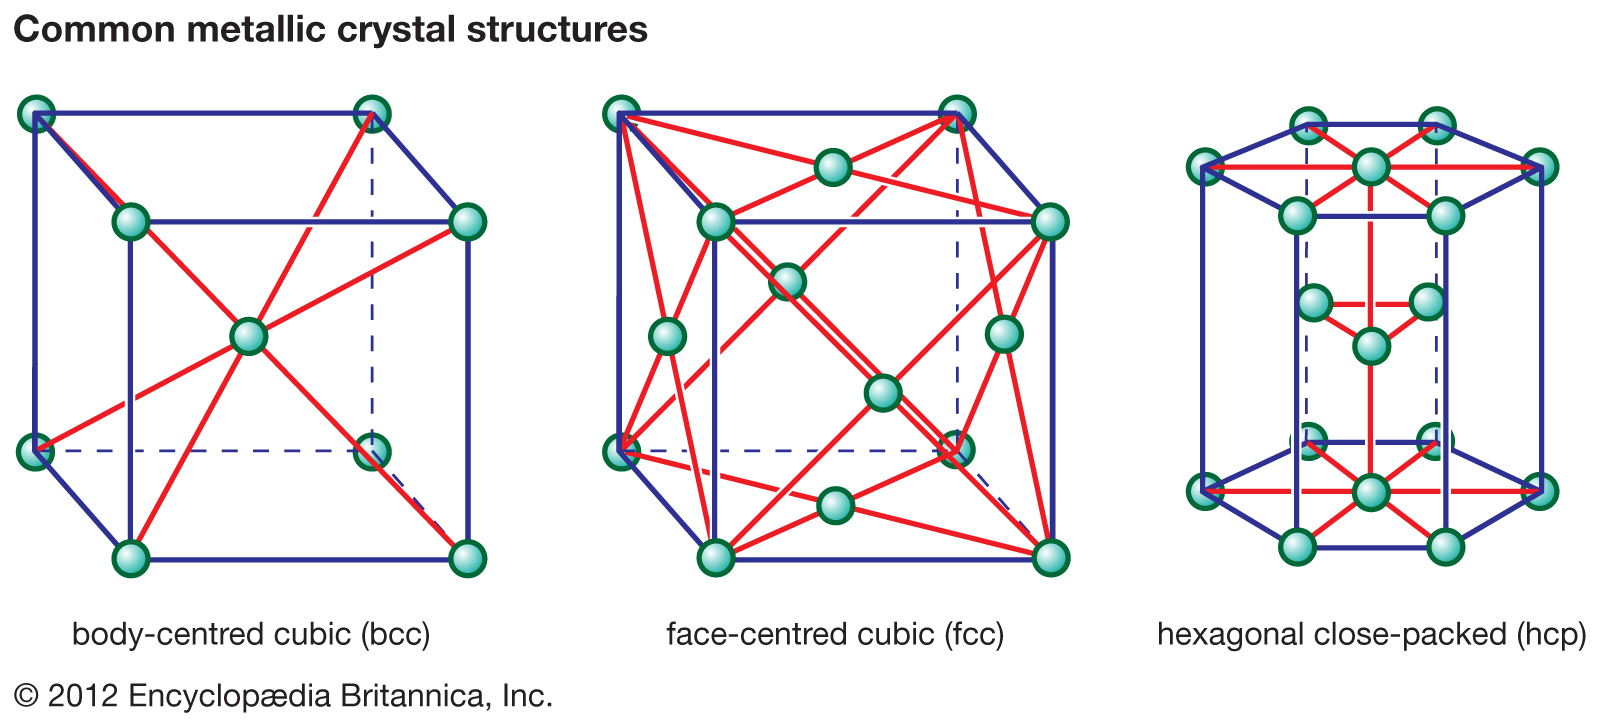 Common metallic crystal structures
body-centred cubic (bcc)
face-centred cubic (fcc)
hexagonal close-packed (hcp)
© 2012 Encyclopædia Britannica, Inc.